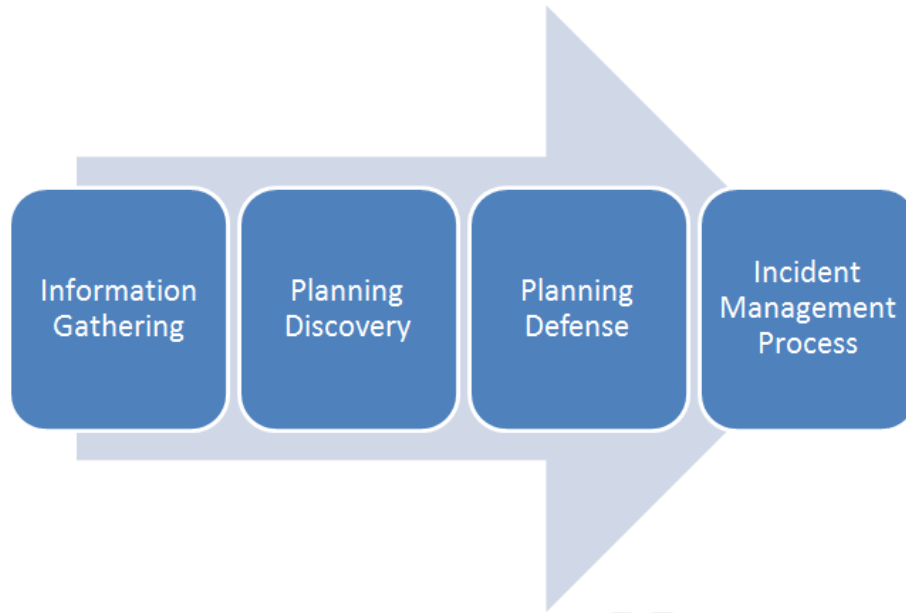 Information
Gathering
Planning
Discovery
Planning
Defense
Incident
Management
Process